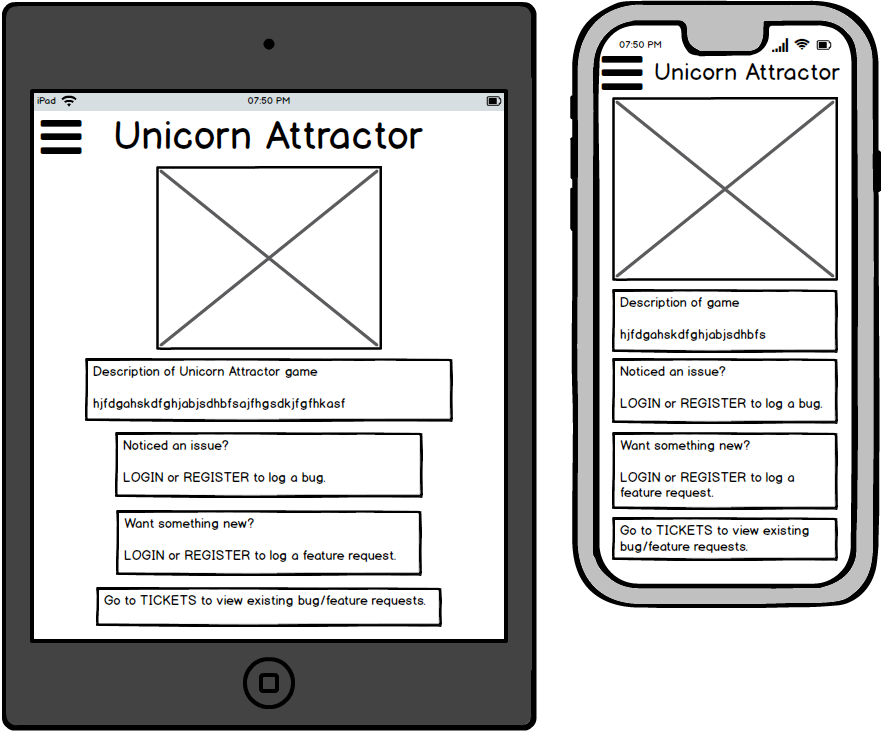 iPad
07:50 PM
Unicorn Attractor
Description of Unicorn Attractor game
hjfdgahskdfghjabjsdhbfsajfhgsdkjfgfhkasf
Noticed an issue?
LOGIN or REGISTER to log a bug.
Want something new?
LOGIN or REGISTER to log a feature request.
Go to TICKETS to view existing bug/feature requests.
07:50 PM
Unicorn Attractor
Description of game
hjfdgahskdfghjabjsdhbfs
Noticed an issue?
LOGIN or REGISTER to log a bug.
Want something new?
LOGIN or REGISTER to log a
feature request.
Go to TICKETS to view existing
bug/feature requests.